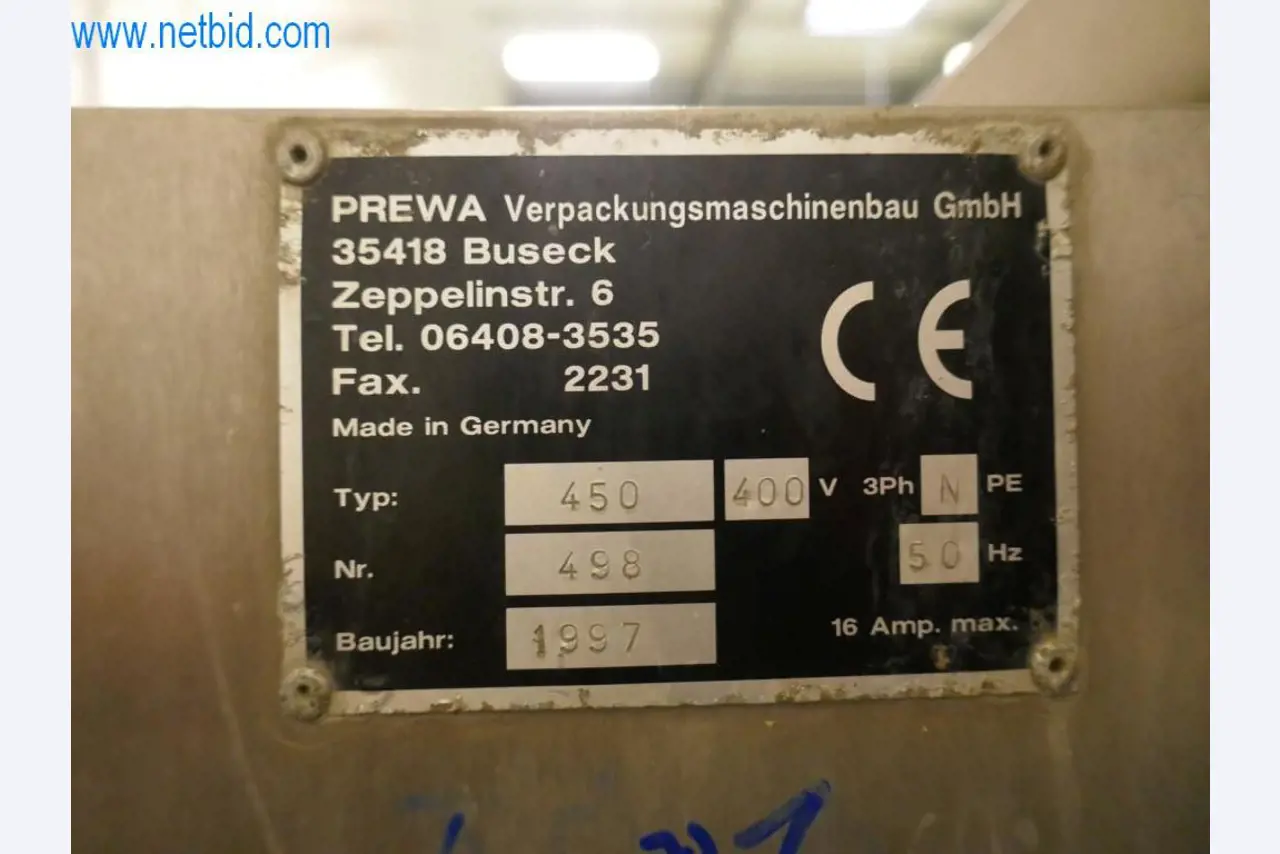 www.netbid.com
PREWA Verpackungsmaschinenbau GmbH
35418 Buseck
Zeppelinstr. 6
Tel. 06408-3535
Fax. 2231
CE
Made in Germany
Typ: 450 400 V 3Ph N PE
Nr. 498 50 Hz
Baujahr: 1997 16 Amp. max.